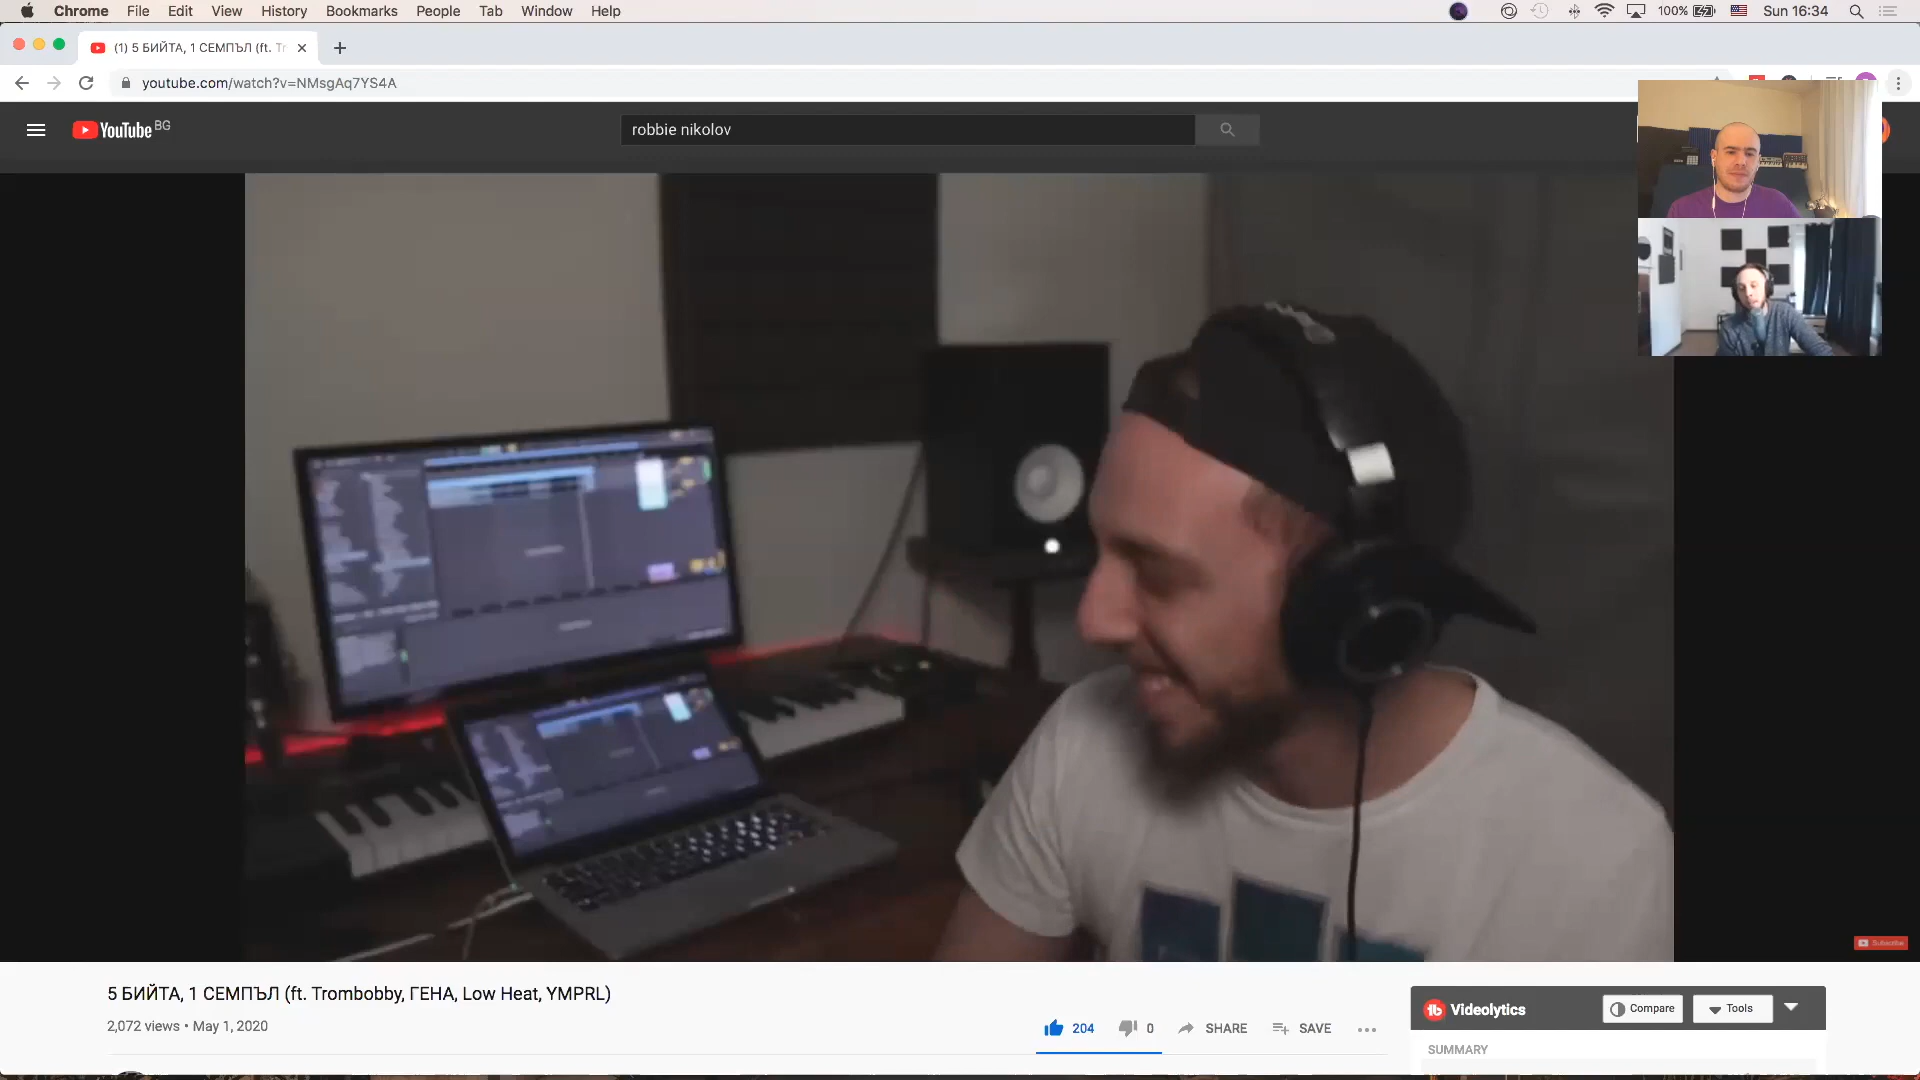 Chrome File Edit View History Bookmarks People Tab Window Help
100% Sun 16:34
(1) 5 БИЙТА, 1 СЕМПЪЛ (ft. Tr
youtube.com/watch?v=NMsgAq7YS4A
YouTube BG
robbie nikolov
Subscribe
5 БИЙТА, 1 СЕМПЪЛ (ft. Trombobby, ГЕНА, Low Heat, YMPRL)
2,072 views • May 1, 2020
204 0 SHARE SAVE
Videolytics Compare Tools
SUMMARY